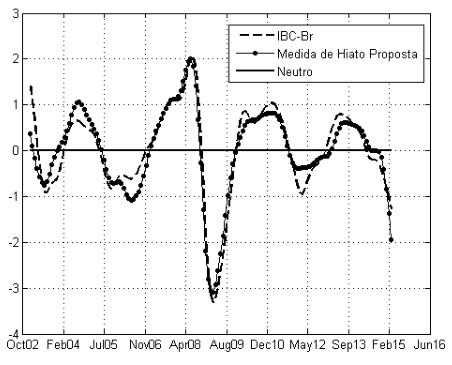 3
2
1
0
-1
-2
-3
-4
IBC-Br
Medida de Hiato Proposta
Neutro
Oct02 Feb04 Jul05 Nov06 Apr08 Aug09 Dec10 May12 Sep13 Feb15 Jun16